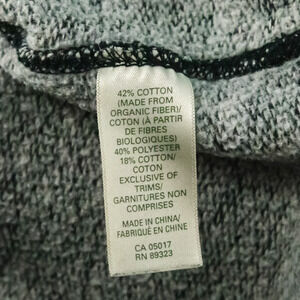 42% COTTON
(MADE FROM
ORGANIC FIBER)/
COTON (À PARTIR
DE FIBRES
BIOLOGIQUES)
40% POLYESTER
18% COTTON/
COTON
EXCLUSIVE OF
TRIMS/
GARNITURES NON
COMPRISES
MADE IN CHINA/
FABRIQUÉ EN CHINE
CA 05017
RN 89323